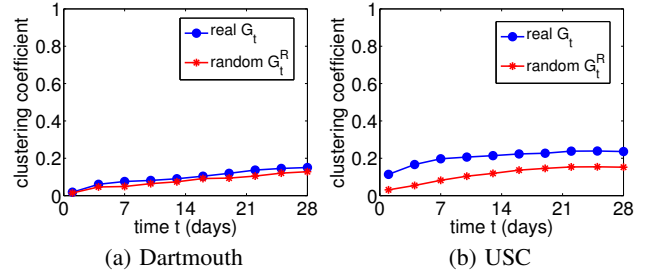 1
0.8
0.6
0.4
0.2
0
clustering coefficient
real G_t
random G_t^R
0 7 14 21 28
time t (days)
(a) Dartmouth
1
0.8
0.6
0.4
0.2
0
clustering coefficient
real G_t
random G_t^R
0 7 14 21 28
time t (days)
(b) USC